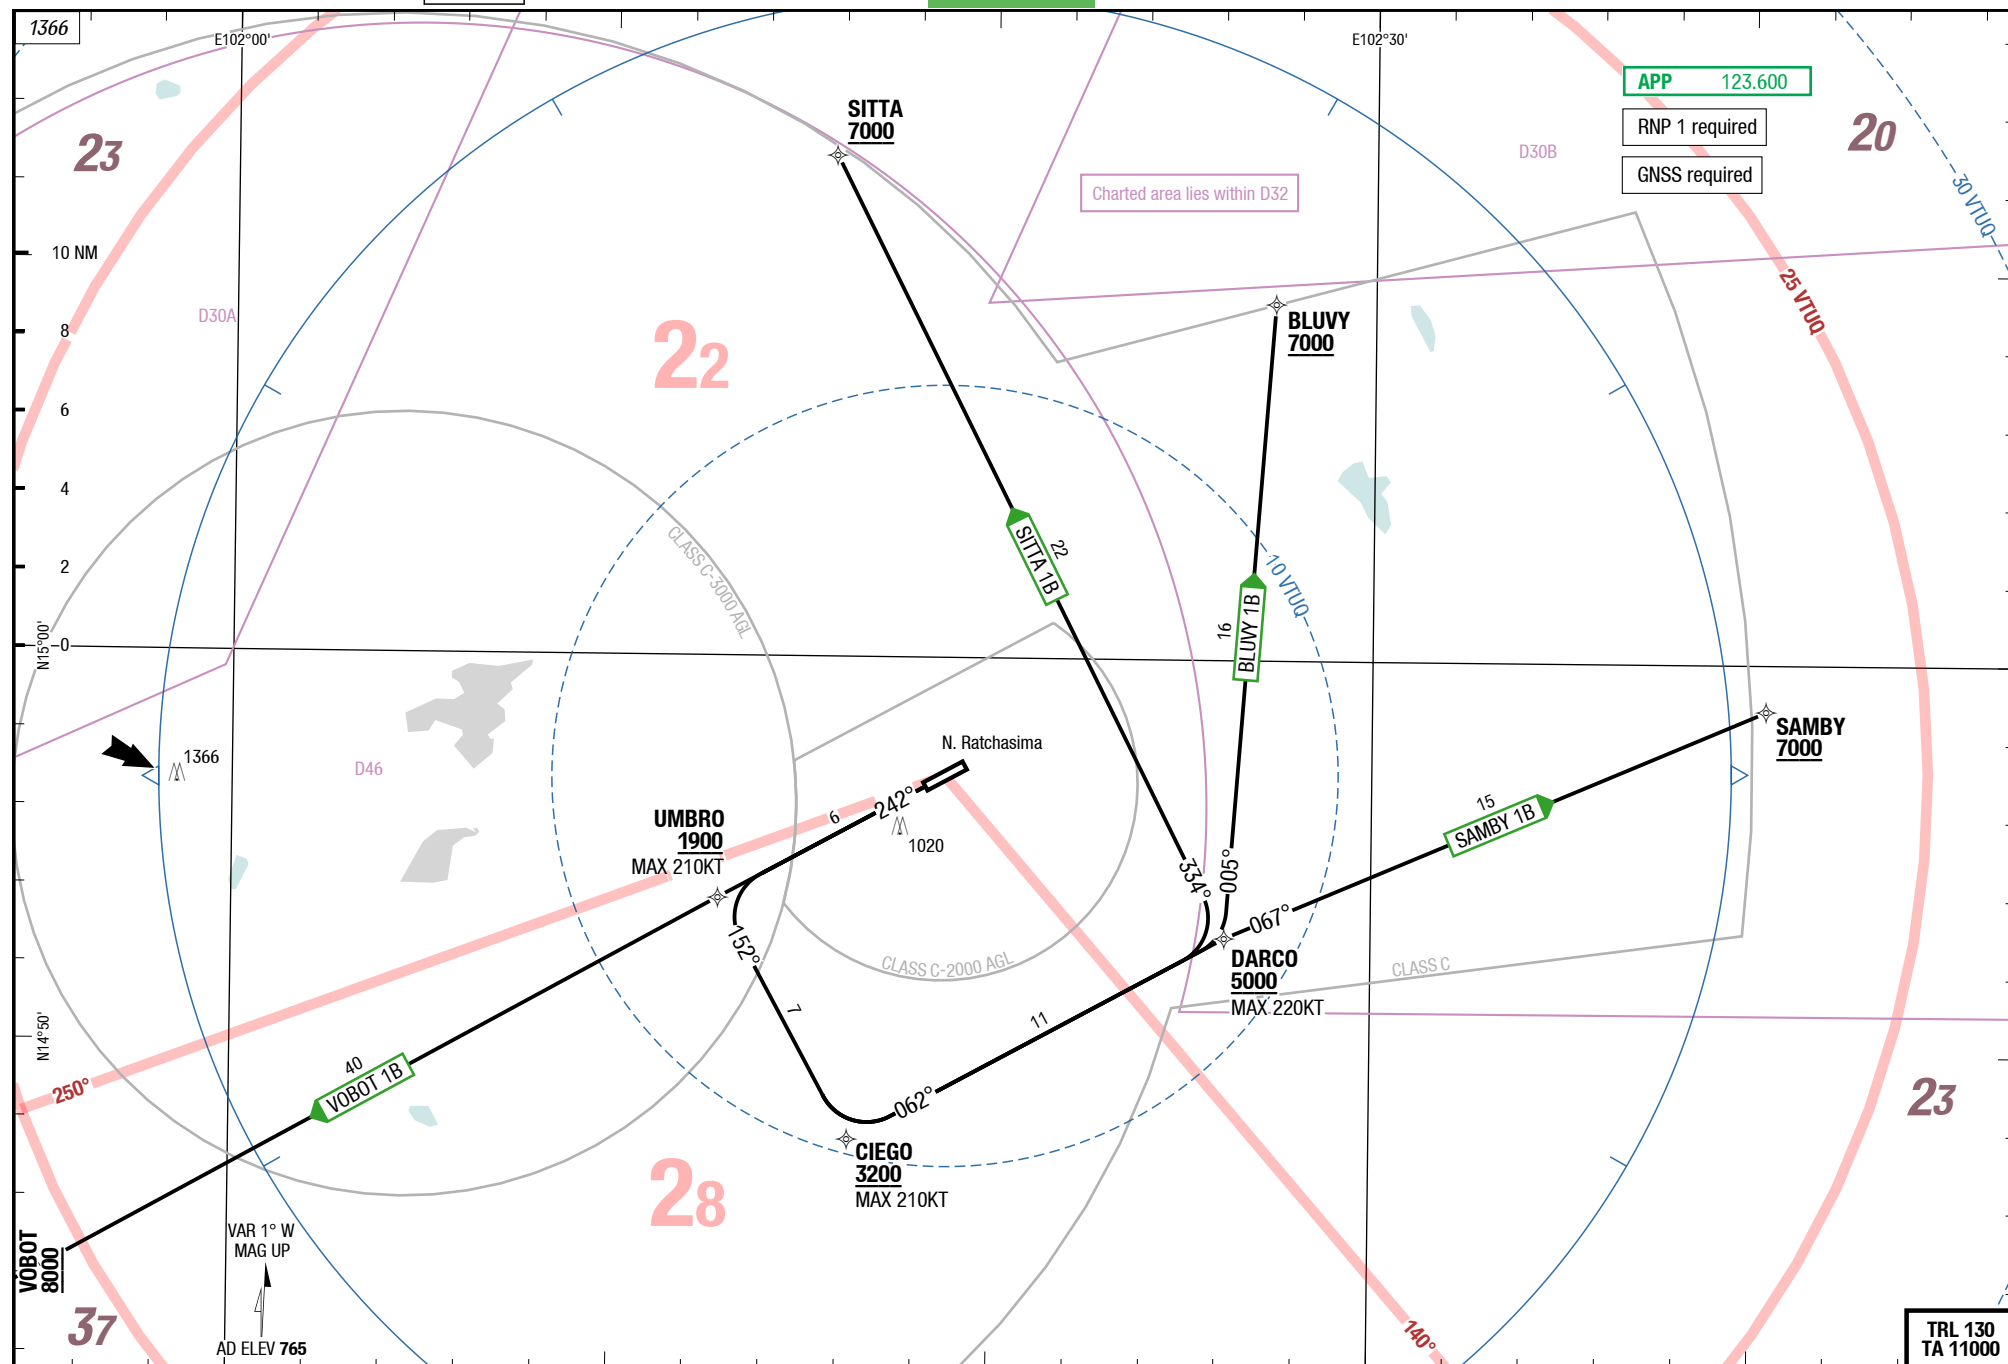 1366
E102°00'
E102°30'
APP 123.600
RNP 1 required
GNSS required
23
20
SITTA
7000
D30B
Charted area lies within D32
30 VTUQ
10 NM
8
6
4
2
0
D30A
22
BLUVY
7000
25 VTUQ
CLASS C-3000 AGL
SITTA 1B
22
BLUVY 1B
16
10 VTUQ
N15°00'
SAMBY
7000
1366
D46
N. Ratchasima
UMBRO
1900
MAX 210KT
6
242°
1020
15
SAMBY 1B
334°
005°
067°
152°
DARCO
5000
MAX 220KT
CLASS C-2000 AGL
CLASS C
7
11
N14°50'
40
VOBOT 1B
250°
062°
CIEGO
3200
MAX 210KT
28
23
VOBOT
8000
VAR 1° W
MAG UP
37
AD ELEV 765
140°
TRL 130
TA 11000